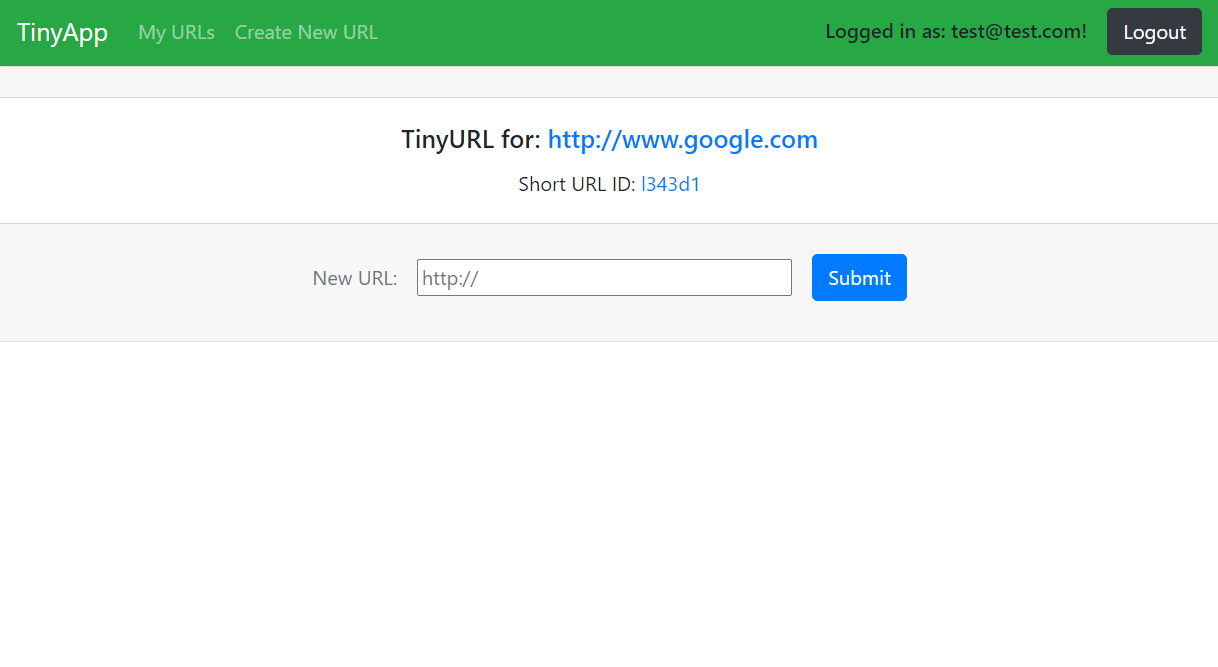 TinyApp My URLs Create New URL Logged in as: test@test.com! Logout
TinyURL for: http://www.google.com
Short URL ID: l343d1
New URL: http:// Submit